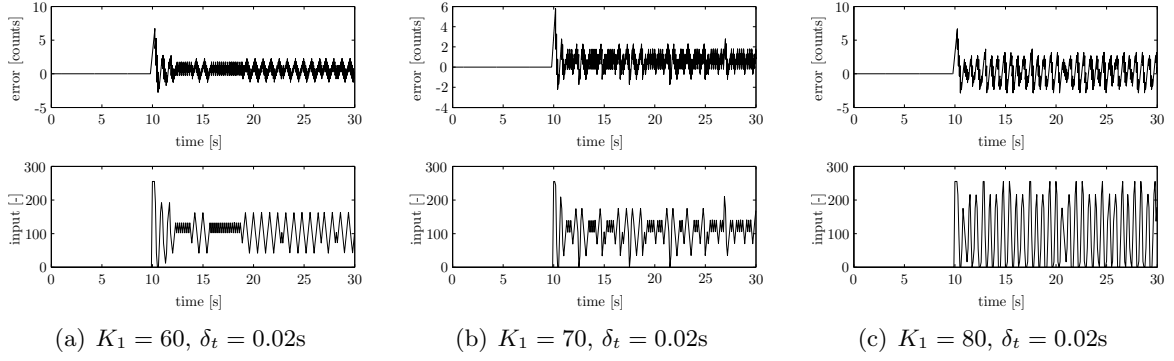 10
5
0
-5
error [counts]
0 5 10 15 20 25 30
time [s]
300
200
100
0
input [-]
0 5 10 15 20 25 30
time [s]
(a) K₁ = 60, δₜ = 0.02s
6
4
2
0
-2
-4
error [counts]
0 5 10 15 20 25 30
time [s]
300
200
100
0
input [-]
0 5 10 15 20 25 30
time [s]
(b) K₁ = 70, δₜ = 0.02s
10
5
0
-5
error [counts]
0 5 10 15 20 25 30
time [s]
300
200
100
0
input [-]
0 5 10 15 20 25 30
time [s]
(c) K₁ = 80, δₜ = 0.02s